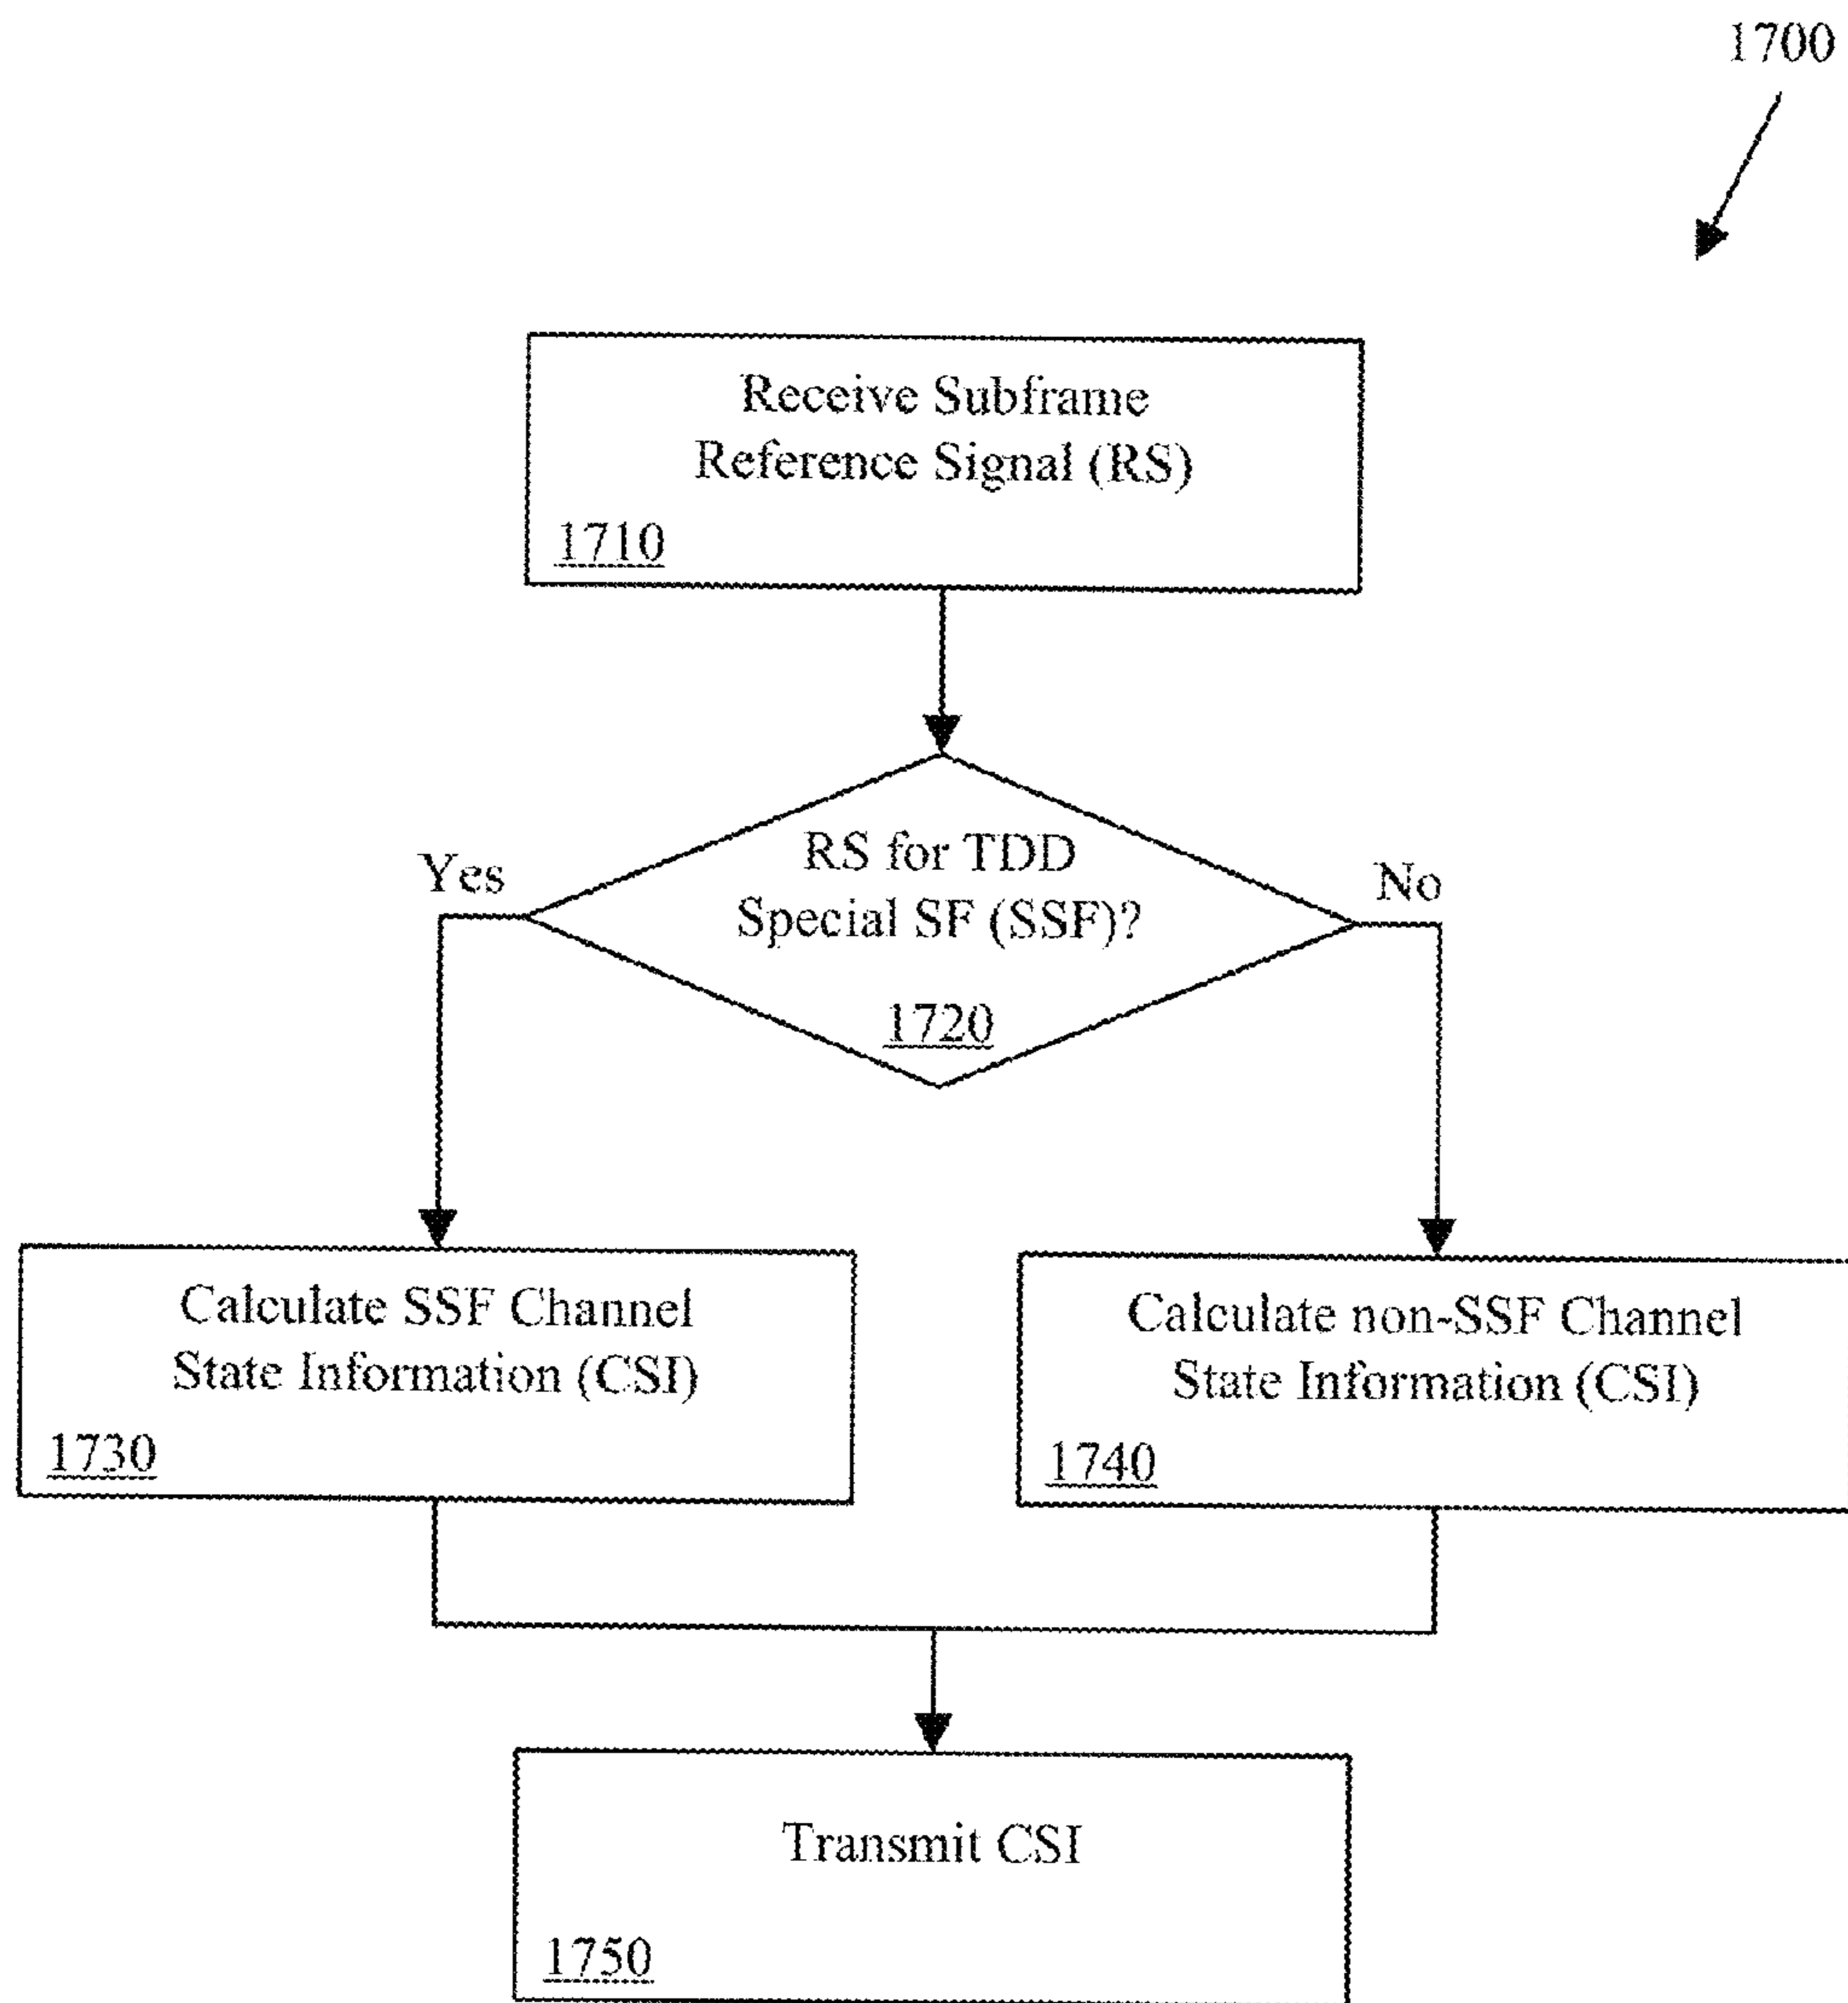 1700
Receive Subframe
Reference Signal (RS)
1710
RS for TDD
Special SF (SSF)?
1720
Yes
No
Calculate SSF Channel
State Information (CSI)
1730
Calculate non-SSF Channel
State Information (CSI)
1740
Transmit CSI
1750